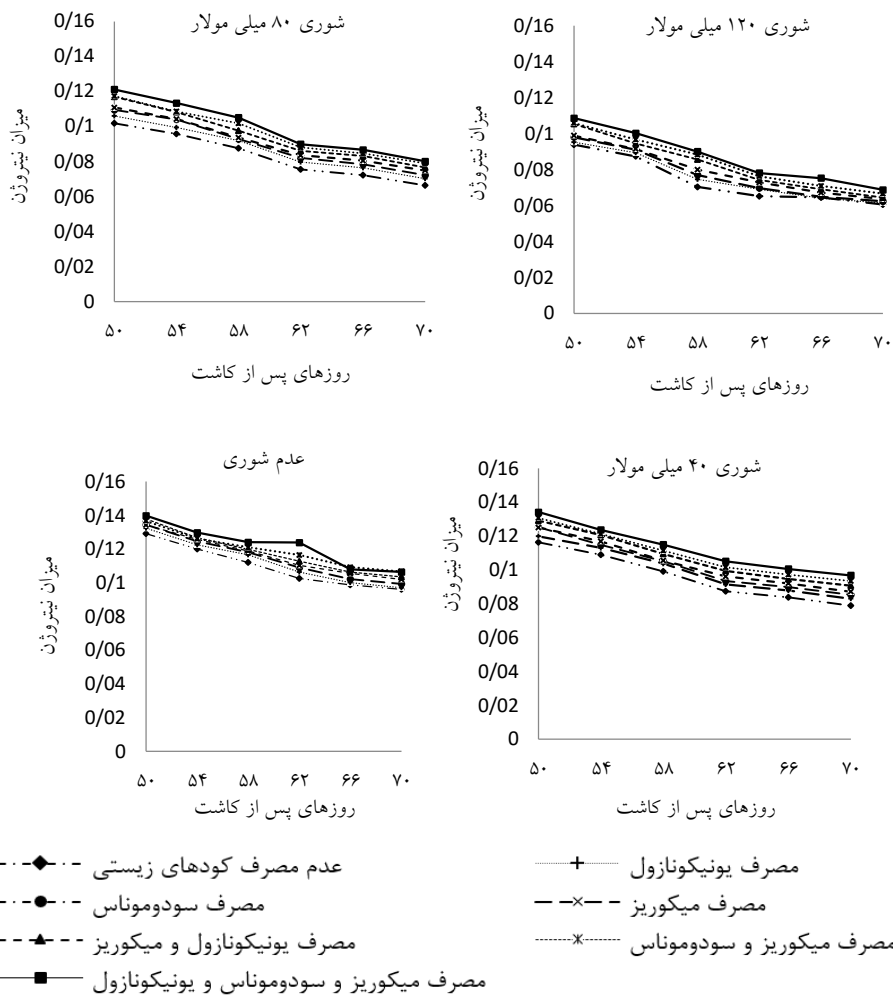 شوری ۸۰ میلی مولار
میزان نیتروژن
0/16
0/14
0/12
0/1
0/08
0/06
0/04
0/02
0
۵۰ ۵۴ ۵۸ ۶۲ ۶۶ ۷۰
روزهای پس از کاشت
شوری ۱۲۰ میلی مولار
میزان نیتروژن
0/16
0/14
0/12
0/1
0/08
0/06
0/04
0/02
0
۵۰ ۵۴ ۵۸ ۶۲ ۶۶ ۷۰
روزهای پس از کاشت
عدم شوری
میزان نیتروژن
0/16
0/14
0/12
0/1
0/08
0/06
0/04
0/02
0
۵۰ ۵۴ ۵۸ ۶۲ ۶۶ ۷۰
روزهای پس از کاشت
شوری ۴۰ میلی مولار
میزان نیتروژن
0/16
0/14
0/12
0/1
0/08
0/06
0/04
0/02
0
۵۰ ۵۴ ۵۸ ۶۲ ۶۶ ۷۰
روزهای پس از کاشت
عدم مصرف کودهای زیستی
مصرف یونیکونازول
مصرف سودوموناس
مصرف میکوریز
مصرف یونیکونازول و میکوریز
مصرف میکوریز و سودوموناس
مصرف میکوریز و سودوموناس و یونیکونازول